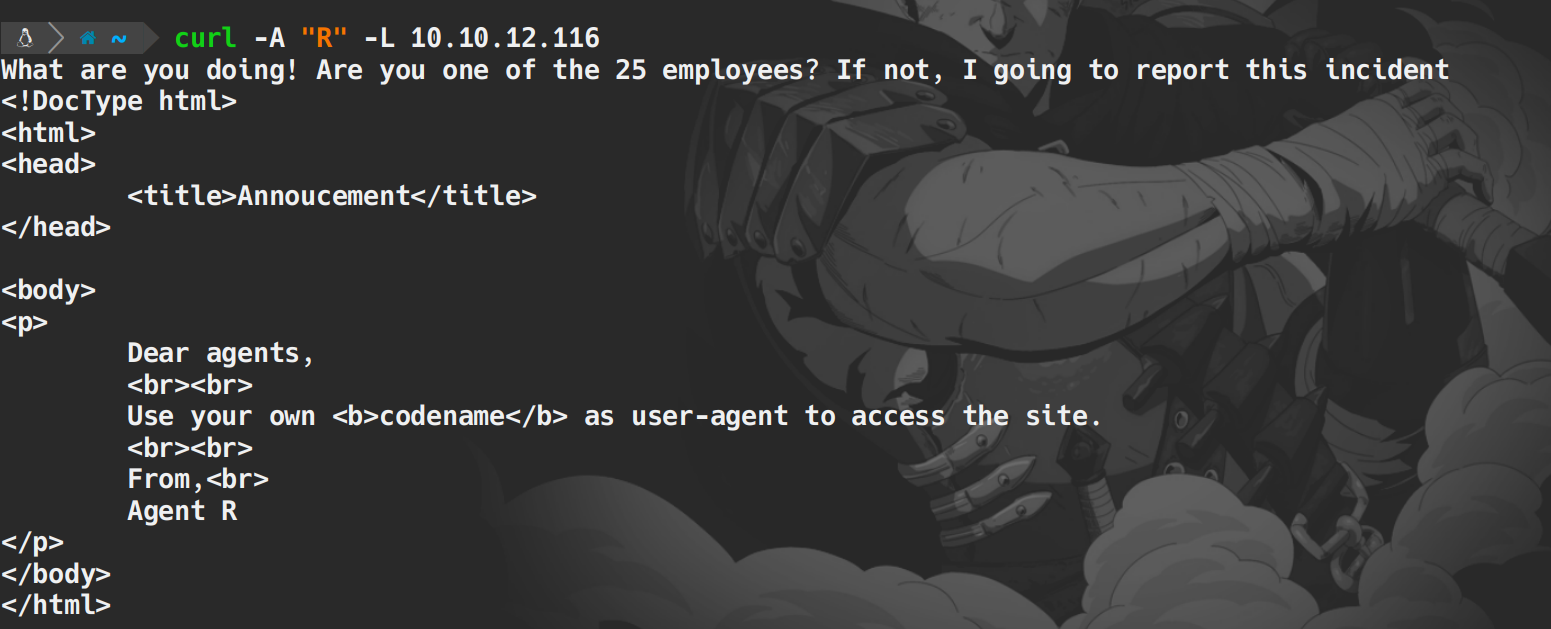 ~ curl -A "R" -L 10.10.12.116
What are you doing! Are you one of the 25 employees? If not, I going to report this incident
<!DocType html>
<html>
<head>
        <title>Annoucement</title>
</head>

<body>
<p>
        Dear agents,
        <br><br>
        Use your own <b>codename</b> as user-agent to access the site.
        <br><br>
        From,<br>
        Agent R
</p>
</body>
</html>